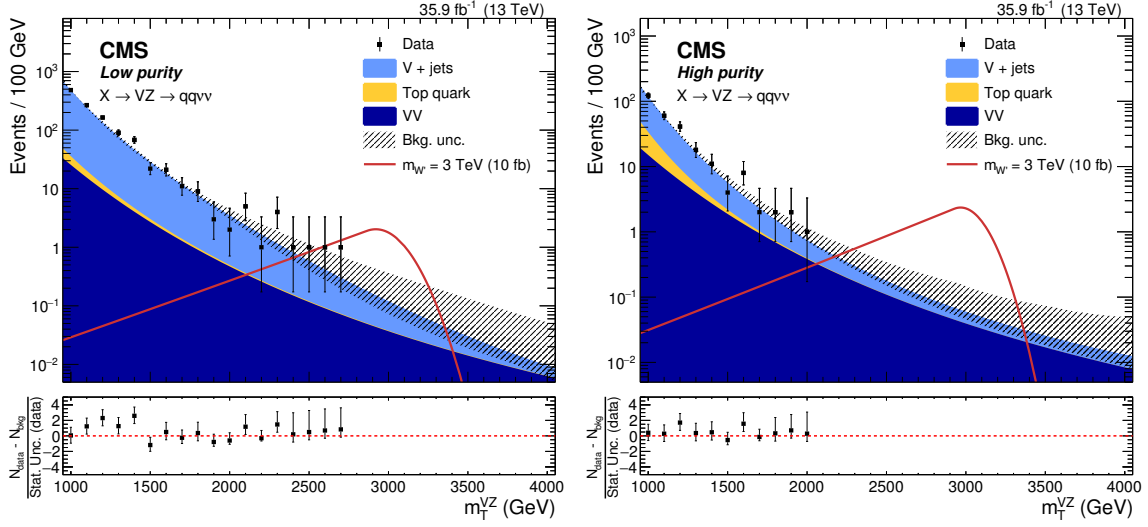 35.9 fb⁻¹ (13 TeV)
CMS
Low purity
X → VZ → qqνν
Data
V + jets
Top quark
VV
Bkg. unc.
m_W' = 3 TeV (10 fb)
Events / 100 GeV
10³
10²
10
1
10⁻¹
10⁻²
N_data - N_bkg
Stat. Unc. (data)
4
2
0
−2
−4
1000 1500 2000 2500 3000 3500 4000
m_T^VZ (GeV)
35.9 fb⁻¹ (13 TeV)
CMS
High purity
X → VZ → qqνν
Data
V + jets
Top quark
VV
Bkg. unc.
m_W' = 3 TeV (10 fb)
Events / 100 GeV
10³
10²
10
1
10⁻¹
10⁻²
N_data - N_bkg
Stat. Unc. (data)
4
2
0
−2
−4
1000 1500 2000 2500 3000 3500 4000
m_T^VZ (GeV)